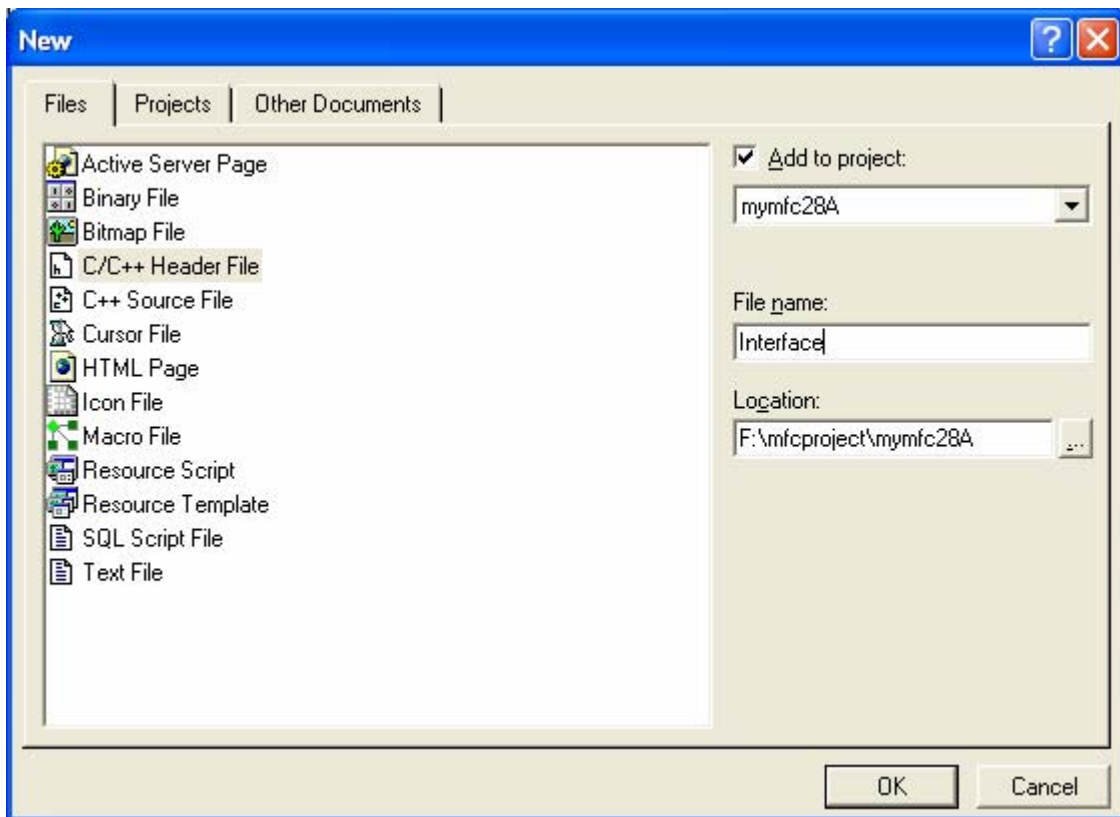 New
Files
Projects
Other Documents
Active Server Page
Binary File
Bitmap File
C/C++ Header File
C++ Source File
Cursor File
HTML Page
Icon File
Macro File
Resource Script
Resource Template
SQL Script File
Text File
Add to project:
mymfc28A
File name:
Interface
Location:
F:\mfcproject\mymfc28A
...
OK
Cancel